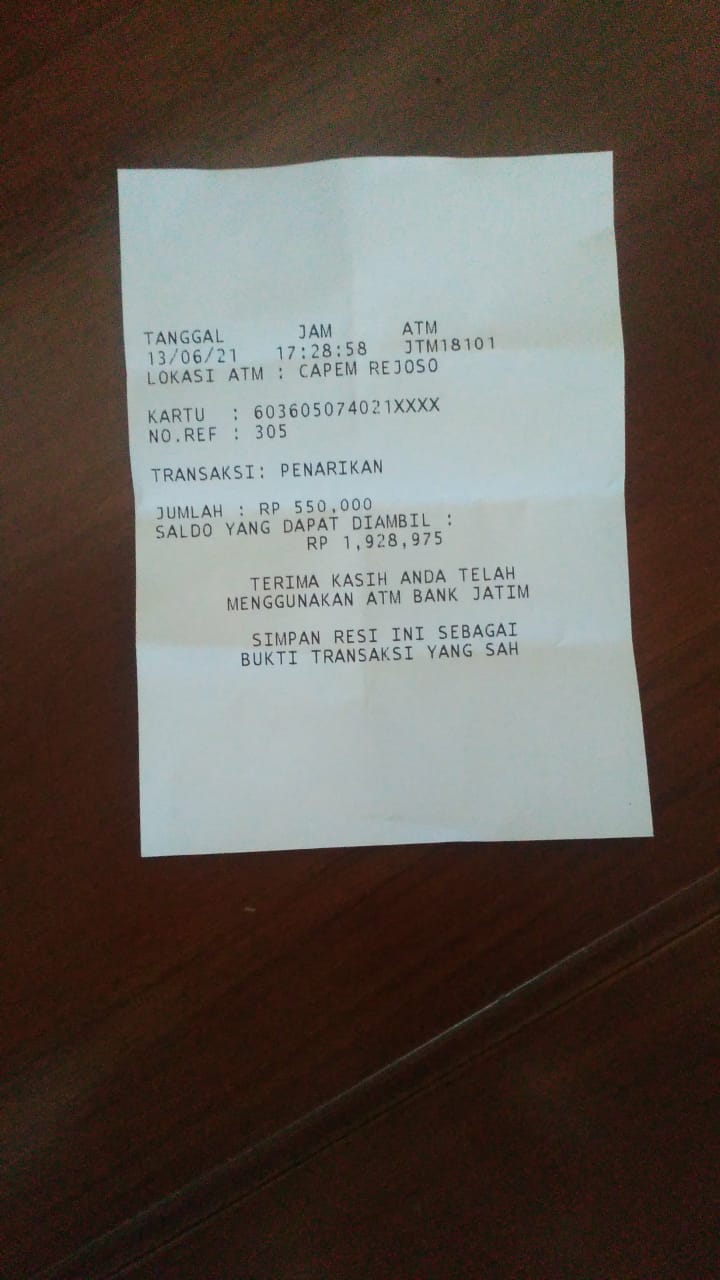 TANGGAL JAM ATM
13/06/21 17:28:58 JTM18101
LOKASI ATM : CAPEM REJOSO
KARTU : 603605074021XXXX
NO.REF : 305
TRANSAKSI: PENARIKAN
JUMLAH : RP 550,000
SALDO YANG DAPAT DIAMBIL :
RP 1,928,975
TERIMA KASIH ANDA TELAH
MENGGUNAKAN ATM BANK JATIM
SIMPAN RESI INI SEBAGAI
BUKTI TRANSAKSI YANG SAH